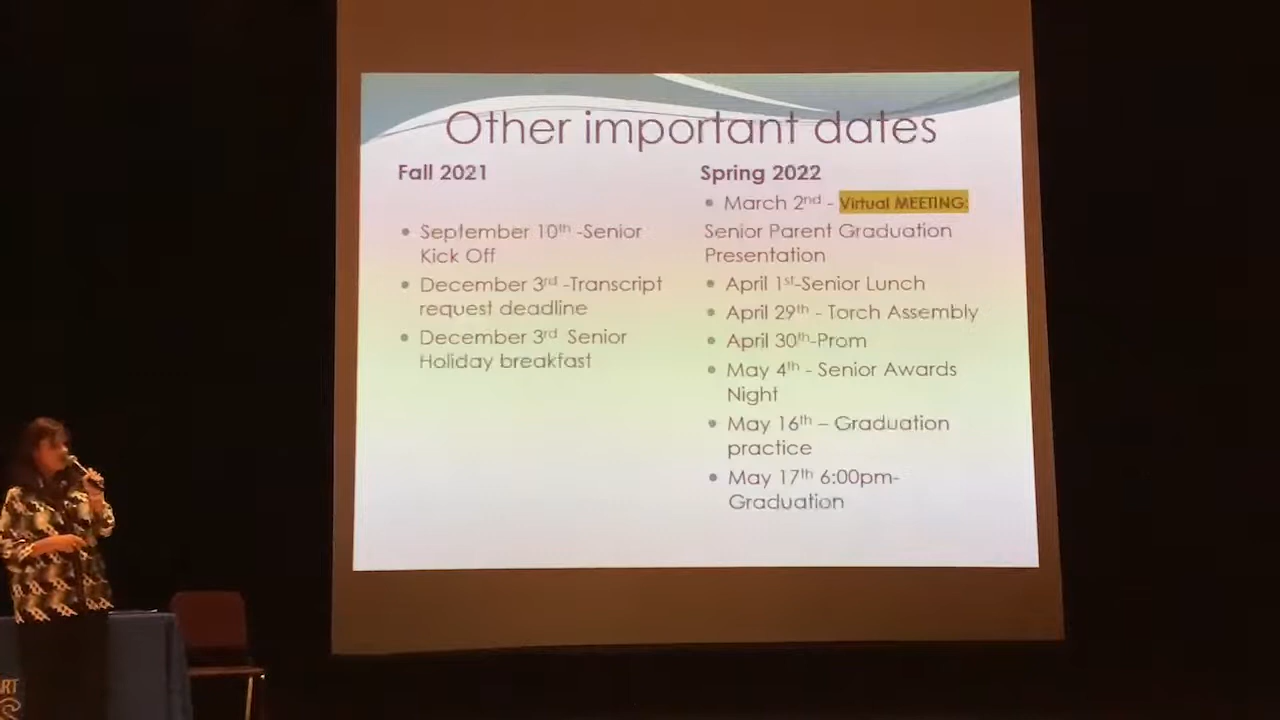 Other important dates
Fall 2021
• September 10th -Senior
Kick Off
• December 3rd -Transcript
request deadline
• December 3rd Senior
Holiday breakfast
Spring 2022
• March 2nd - Virtual MEETING:
Senior Parent Graduation
Presentation
• April 1st-Senior Lunch
• April 29th - Torch Assembly
• April 30th-Prom
• May 4th - Senior Awards
Night
• May 16th – Graduation
practice
• May 17th 6:00pm-
Graduation
ART